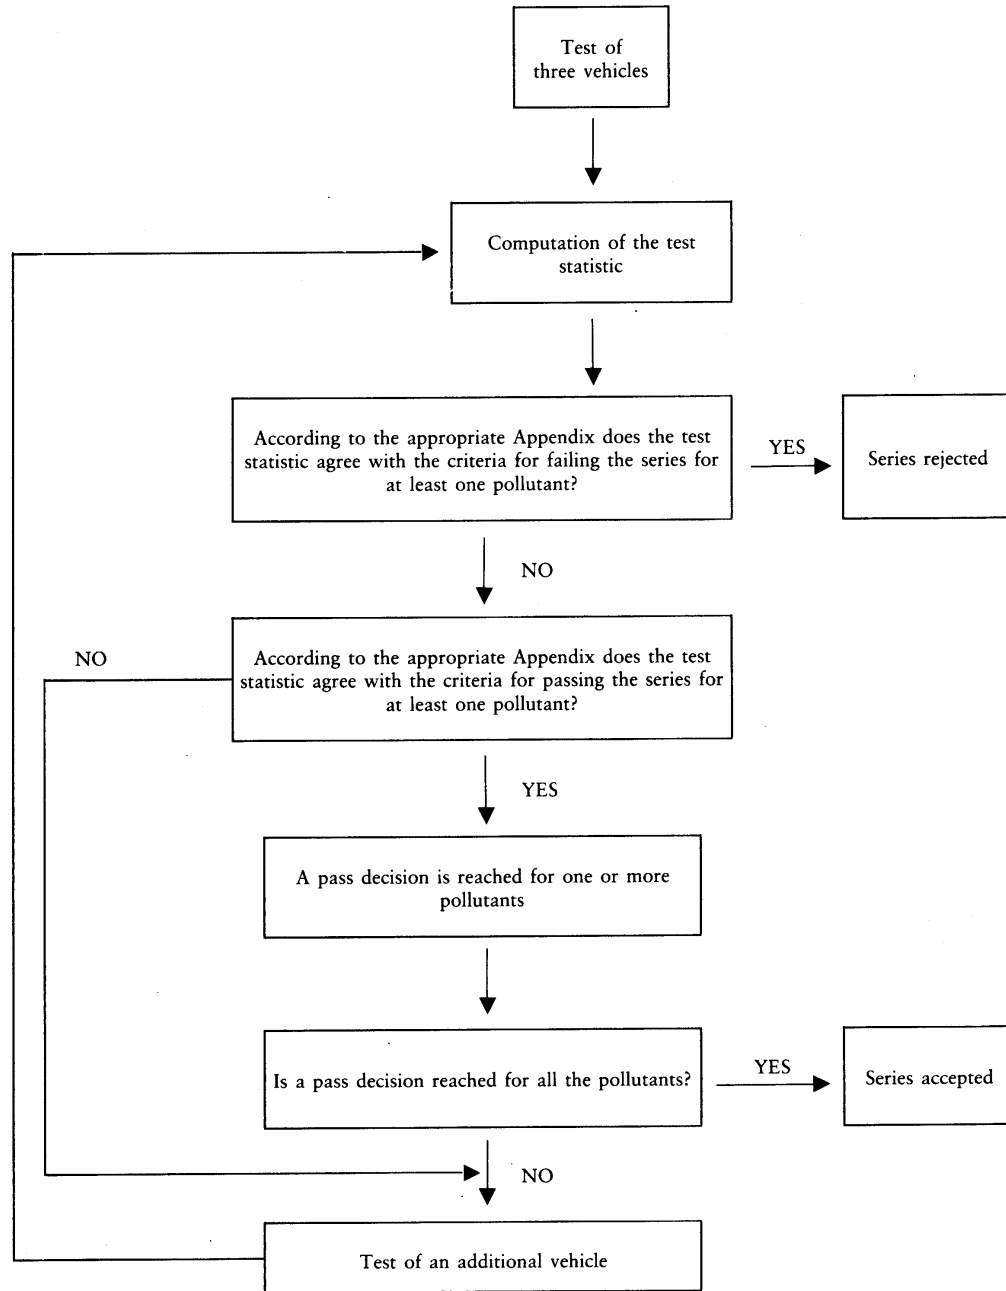 Test of
three vehicles
Computation of the test
statistic
According to the appropriate Appendix does the test
statistic agree with the criteria for failing the series for
at least one pollutant?
YES
Series rejected
NO
NO
According to the appropriate Appendix does the test
statistic agree with the criteria for passing the series for
at least one pollutant?
YES
A pass decision is reached for one or more
pollutants
Is a pass decision reached for all the pollutants?
YES
Series accepted
NO
Test of an additional vehicle